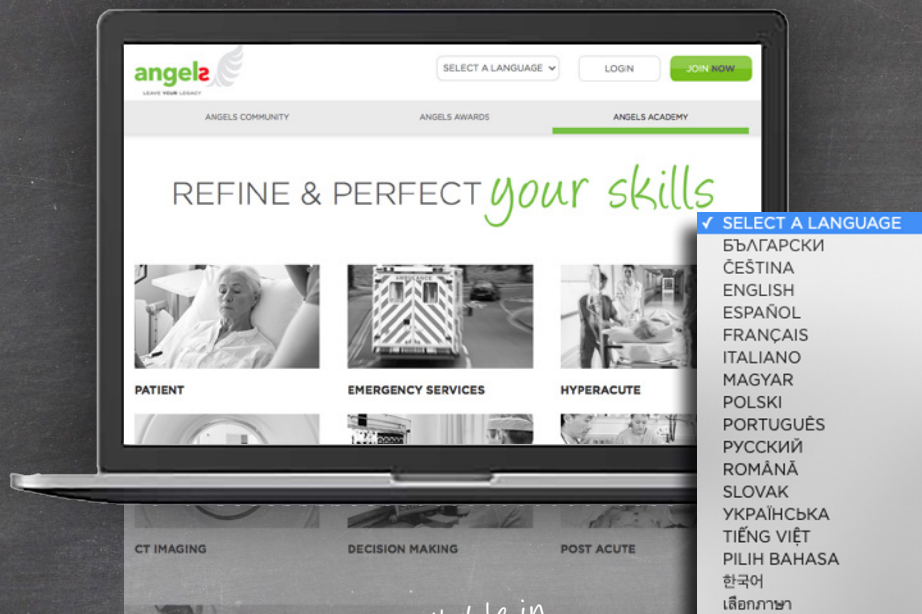 angels
LEAVE YOUR LEGACY
SELECT A LANGUAGE
LOGIN
JOIN NOW
ANGELS COMMUNITY
ANGELS AWARDS
ANGELS ACADEMY
REFINE & PERFECT your skills
PATIENT
AMBULANCE
EMERGENCY SERVICES
HYPERACUTE
CT IMAGING
DECISION MAKING
POST ACUTE
✓ SELECT A LANGUAGE
БЪЛГАРСКИ
ČEŠTINA
ENGLISH
ESPAÑOL
FRANÇAIS
ITALIANO
MAGYAR
POLSKI
PORTUGUÊS
РУССКИЙ
ROMÂNĂ
SLOVAK
УКРАЇНСЬКА
TIẾNG VIỆT
PILIH BAHASA
한국어
เลือกภาษา